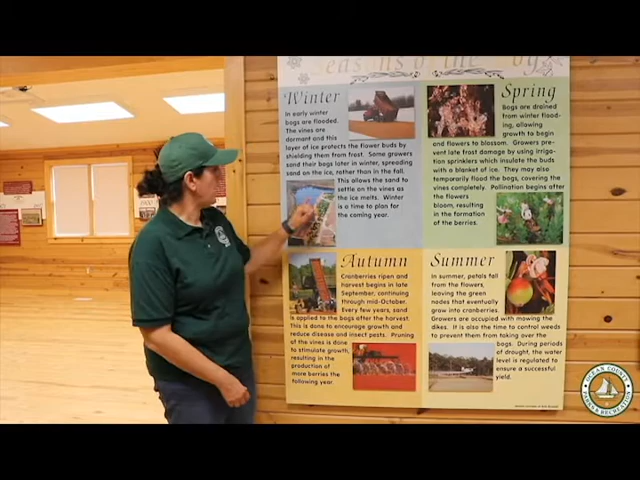 Seasons of the Bog
Winter
In early winter
bogs are flooded.
The vines are
dormant and this
layer of ice protects the flower buds by
shielding them from frost. Some growers
sand bogs later in winter, spreading
sand on the ice, rather than in the fall.
This allows the sand to
settle on the vines as
the ice melts. Winter
is a time to plan for
the coming year.
Spring
Bogs are drained
from winter flood-
ing, allowing
growth to begin
and flowers to blossom. Growers pre-
vent late frost damage by using irriga-
tion sprinklers which insulate the buds
with a blanket of ice. They may also
temporarily flood the bogs, covering the
vines completely. Pollination begins after
the flowers
bloom, resulting
in the formation
of the berries.
Autumn
Cranberries ripen and
harvest begins in late
September, continuing
through mid-October.
Every few years, sand
is applied to the bogs after the harvest.
This is done to encourage growth and
reduce disease and insect pests. Pruning
of the vines is done
to stimulate growth,
resulting in the
production of
more berries the
following year.
Summer
In summer, petals fall
from the flowers,
leaving the green
nodes that eventually
grow into cranberries.
Growers are occupied with mowing the
dikes. It is also the time to control weeds
to prevent them from overtaking the
bogs. During periods
of drought, the water
level is regulated to
ensure a successful
yield.
OCEAN COUNTY
PARKS & RECREATION